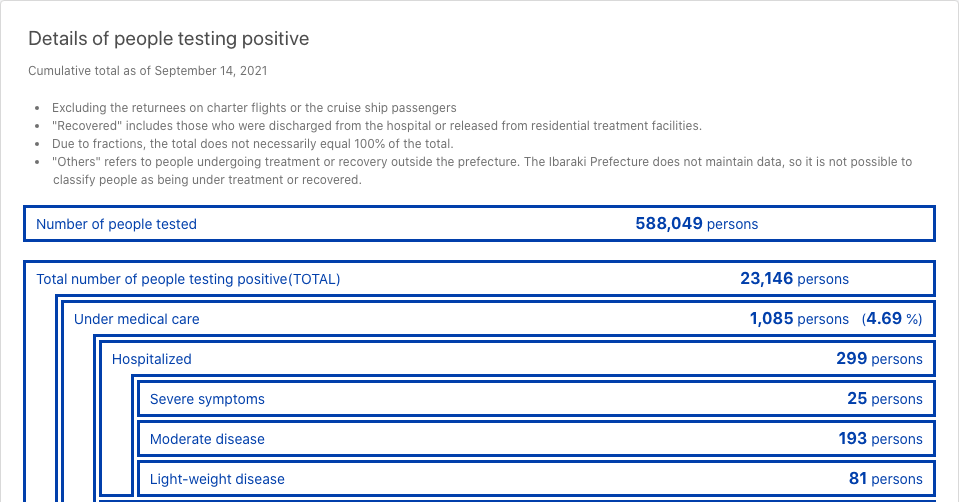 Details of people testing positive
Cumulative total as of September 14, 2021
• Excluding the returnees on charter flights or the cruise ship passengers
• "Recovered" includes those who were discharged from the hospital or released from residential treatment facilities.
• Due to fractions, the total does not necessarily equal 100% of the total.
• "Others" refers to people undergoing treatment or recovery outside the prefecture. The Ibaraki Prefecture does not maintain data, so it is not possible to
classify people as being under treatment or recovered.
Number of people tested 588,049 persons
Total number of people testing positive(TOTAL) 23,146 persons
Under medical care 1,085 persons (4.69 %)
Hospitalized 299 persons
Severe symptoms 25 persons
Moderate disease 193 persons
Light-weight disease 81 persons